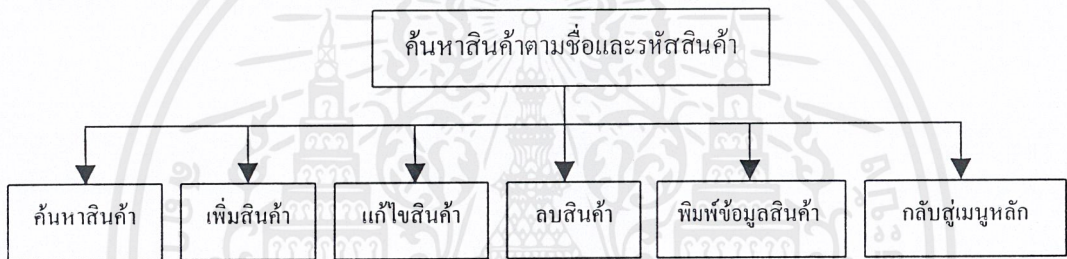 ค้นหาสินค้าตามชื่อและรหัสสินค้า
ค้นหาสินค้า
เพิ่มสินค้า
แก้ไขสินค้า
ลบสินค้า
พิมพ์ข้อมูลสินค้า
กลับสู่เมนูหลัก